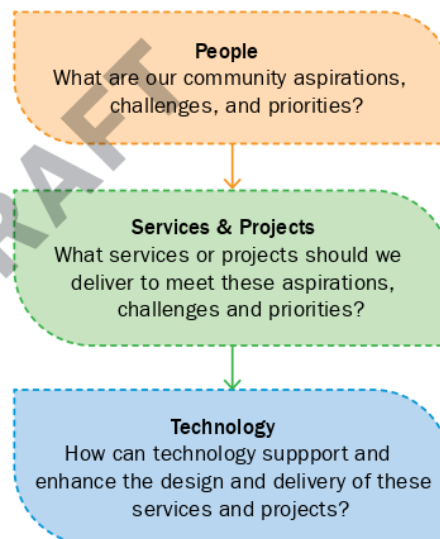 People
What are our community aspirations,
challenges, and priorities?
Services & Projects
What services or projects should we
deliver to meet these aspirations,
challenges and priorities?
Technology
How can technology suppport and
enhance the design and delivery of these
services and projects?
RAFT